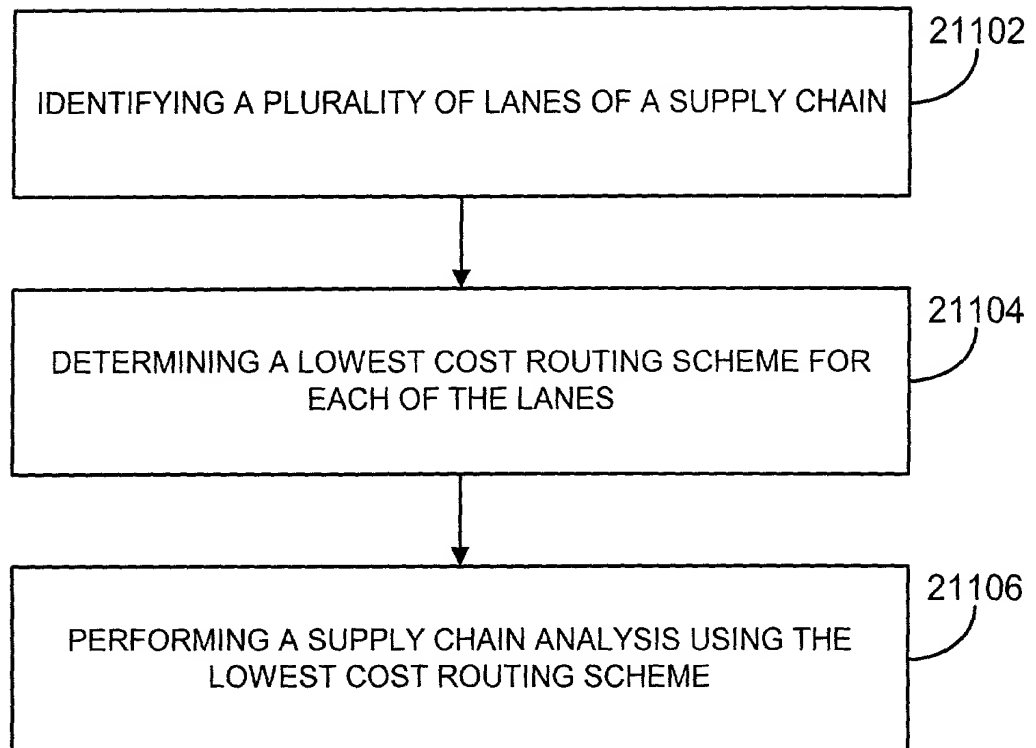 21102
IDENTIFYING A PLURALITY OF LANES OF A SUPPLY CHAIN
21104
DETERMINING A LOWEST COST ROUTING SCHEME FOR
EACH OF THE LANES
21106
PERFORMING A SUPPLY CHAIN ANALYSIS USING THE
LOWEST COST ROUTING SCHEME